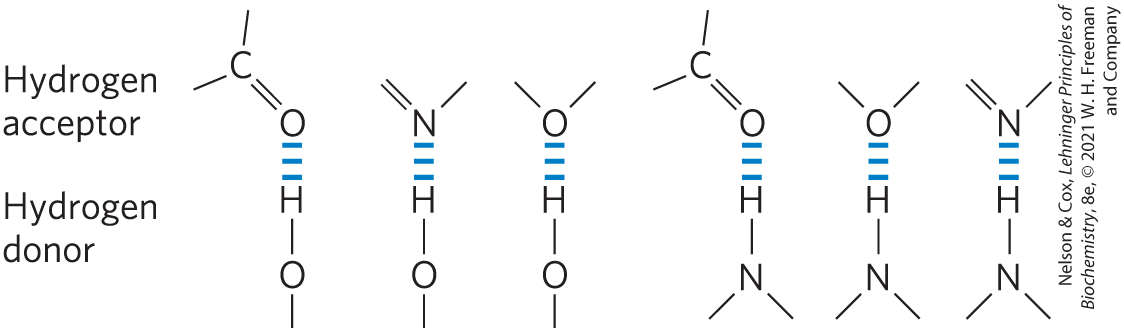 Hydrogen
acceptor
C
O
N
O
C
O
O
N
H
H
H
H
H
H
Hydrogen
donor
O
O
O
N
N
N
Nelson & Cox, Lehninger Principles of
Biochemistry, 8e, © 2021 W. H. Freeman
and Company